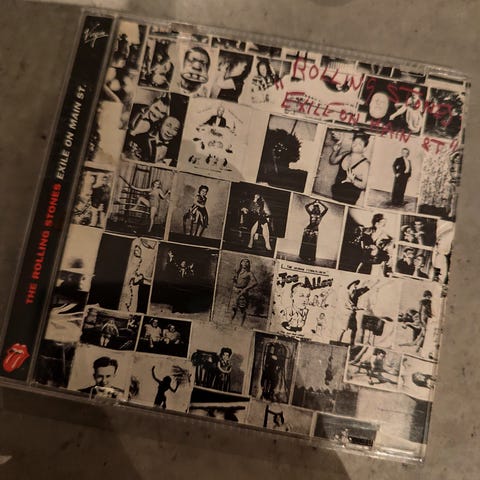 Virgin
THE ROLLING STONES EXILE ON MAIN ST.
"ROLLING STONES
EXILE ON MAIN ST."
Joe Allen